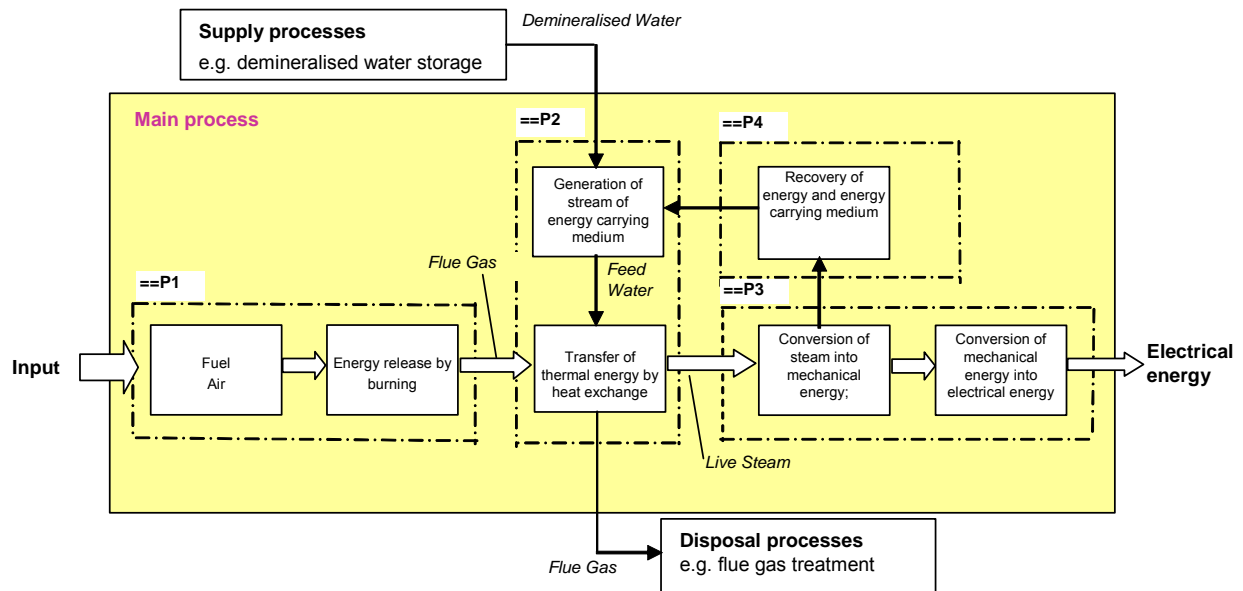 Demineralised Water
Supply processes
e.g. demineralised water storage
Main process
==P2
==P4
Generation of
stream of
energy carrying
medium
Recovery of
energy and energy
carrying medium
Flue Gas
Feed
Water
==P1
==P3
Input
Fuel
Air
Energy release by
burning
Transfer of
thermal energy by
heat exchange
Conversion of
steam into
mechanical
energy;
Conversion of
mechanical
energy into
electrical energy
Electrical
energy
Live Steam
Disposal processes
e.g. flue gas treatment
Flue Gas